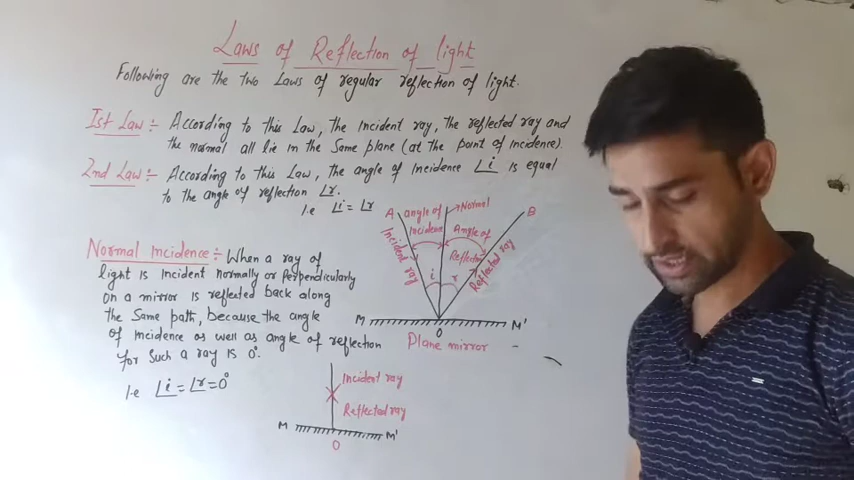 Laws of Reflection of light
Following are the two Laws of regular reflection of light.
Ist Law ÷ According to this Law, the Incident ray, the reflected ray and
the normal all lie in the Same plane (at the point of incidence).
2nd Law ÷ According to this Law, the angle of Incidence ∠i is equal
to the angle of reflection ∠r.
i.e ∠i = ∠r
A angle of Incidence
Normal
Angle of Reflection
B
Incident ray
Reflected ray
i r
M O M'
Plane mirror
Normal Incidence ÷ When a ray of
light is incident normally or perpendicularly
on a mirror is reflected back along
the Same path, because the angle
of incidence as well as angle of reflection
for Such a ray is 0°.
i.e ∠i = ∠r = 0°
Incident ray
Reflected ray
M M'
O